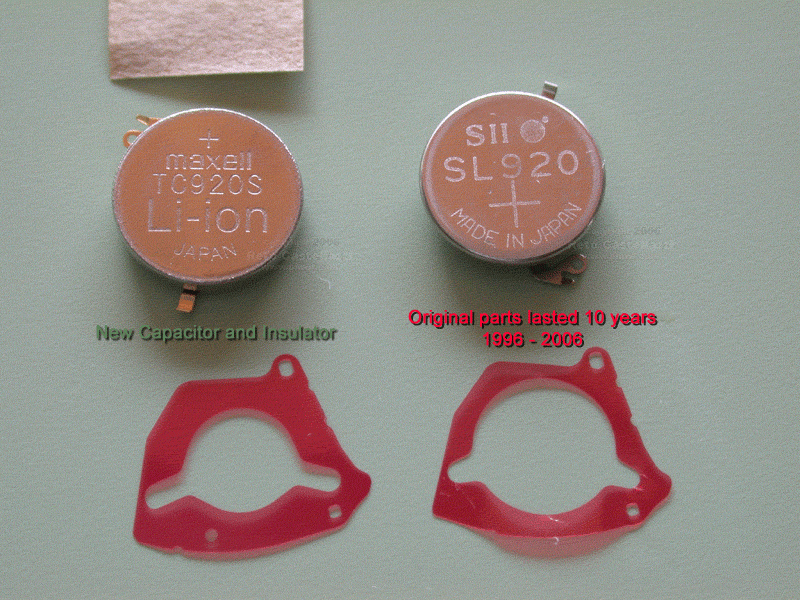 +
maxell
TC920S
Li-ion
JAPAN
SII
SL920
+
MADE IN JAPAN
New Capacitor and Insulator
Original parts lasted 10 years
1996 - 2006